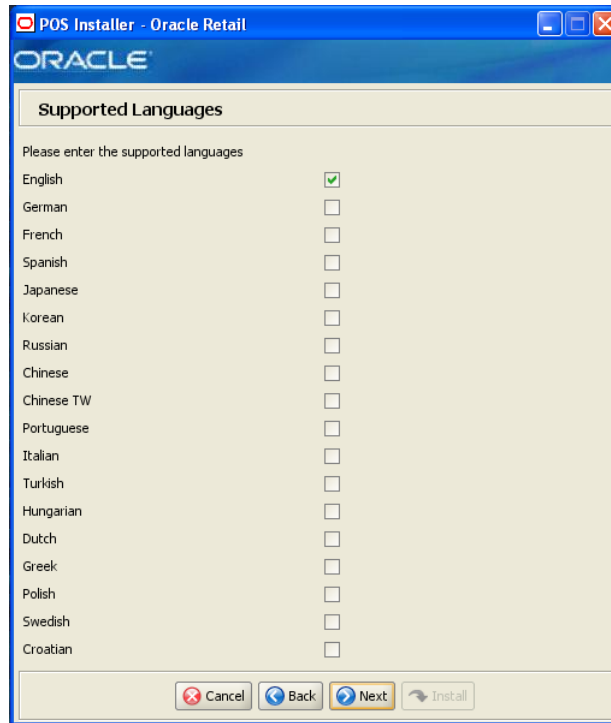 POS Installer - Oracle Retail
ORACLE
Supported Languages
Please enter the supported languages
English
German
French
Spanish
Japanese
Korean
Russian
Chinese
Chinese TW
Portuguese
Italian
Turkish
Hungarian
Dutch
Greek
Polish
Swedish
Croatian
Cancel Back Next Install